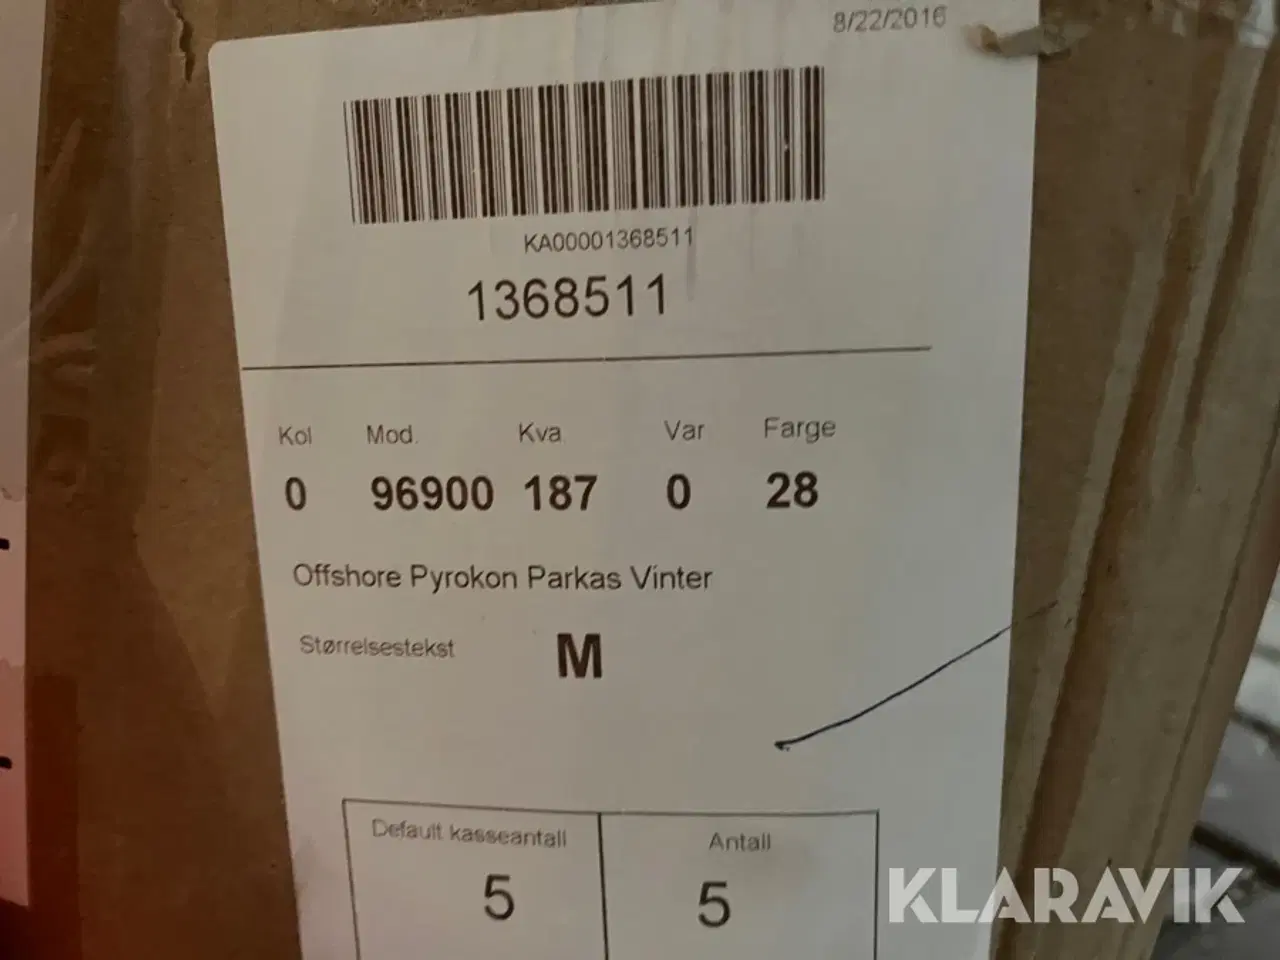 8/22/2016
KA00001368511
1368511
Kol Mod. Kva Var Farge
0 96900 187 0 28
Offshore Pyrokon Parkas Vinter
Størrelsestekst M
Default kasseantall Antall
5 5
KLARAVIK